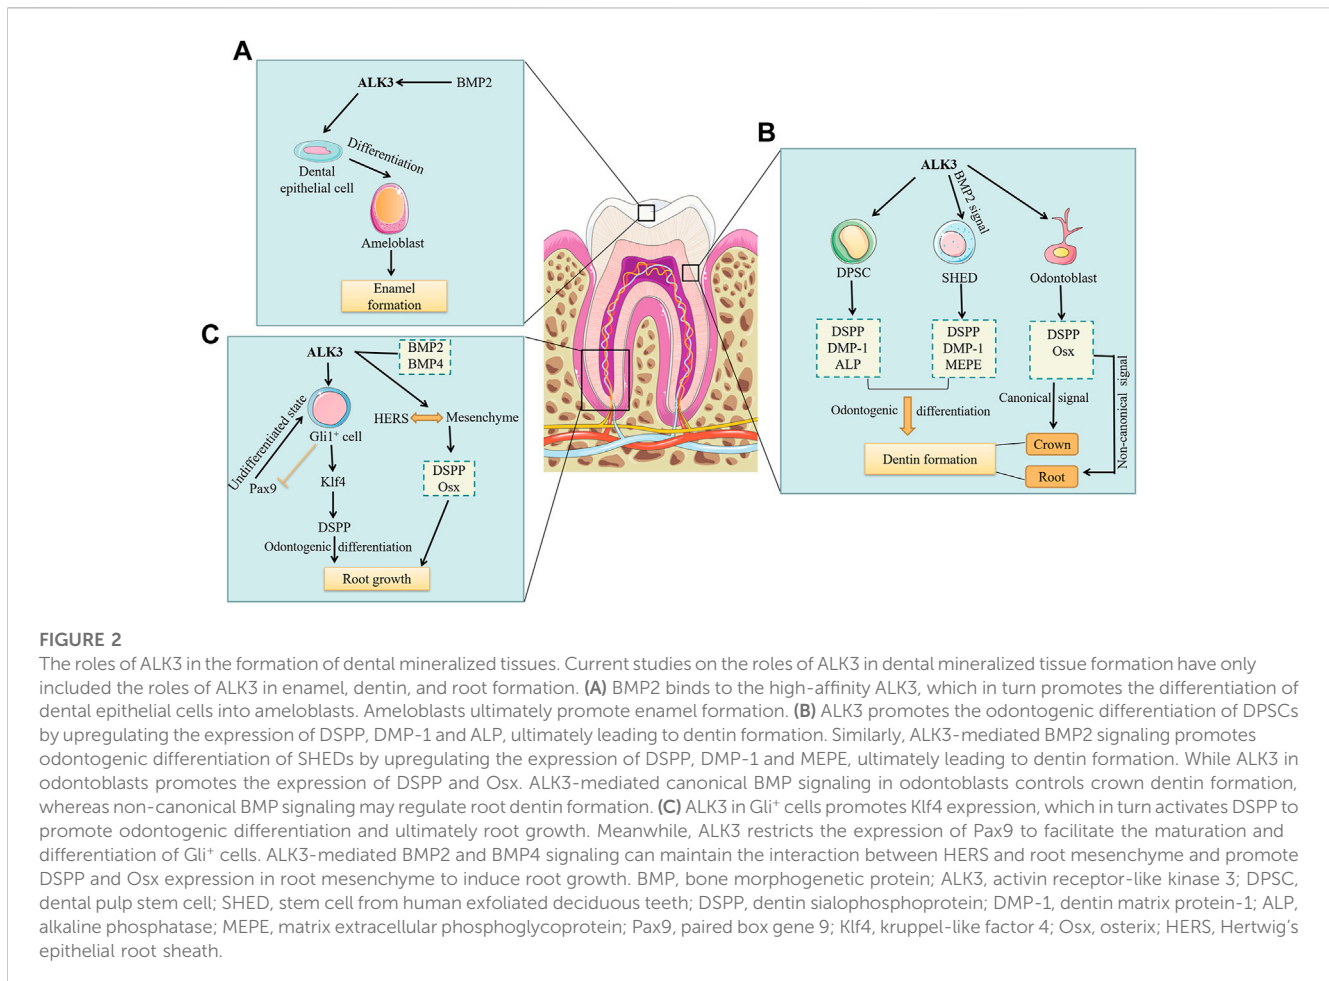 A
ALK3
BMP2
Differentiation
Dental
epithelial cell
Ameloblast
Enamel
formation
B
ALK3
BMP2 signal
DPSC
SHED
Odontoblast
DSPP
DMP-1
ALP
DSPP
DMP-1
MEPE
DSPP
Osx
Canonical signal
Non-canonical signal
Odontogenic differentiation
Dentin formation
Crown
Root
C
ALK3
BMP2
BMP4
Undifferentiated state
Gli1⁺ cell
HERS
Mesenchyme
Pax9
Klf4
DSPP
Osx
DSPP
Odontogenic differentiation
Root growth
FIGURE 2
The roles of ALK3 in the formation of dental mineralized tissues. Current studies on the roles of ALK3 in dental mineralized tissue formation have only
included the roles of ALK3 in enamel, dentin, and root formation. (A) BMP2 binds to the high-affinity ALK3, which in turn promotes the differentiation of
dental epithelial cells into ameloblasts. Ameloblasts ultimately promote enamel formation. (B) ALK3 promotes the odontogenic differentiation of DPSCs
by upregulating the expression of DSPP, DMP-1 and ALP, ultimately leading to dentin formation. Similarly, ALK3-mediated BMP2 signaling promotes
odontogenic differentiation of SHEDs by upregulating the expression of DSPP, DMP-1 and MEPE, ultimately leading to dentin formation. While ALK3 in
odontoblasts promotes the expression of DSPP and Osx. ALK3-mediated canonical BMP signaling in odontoblasts controls crown dentin formation,
whereas non-canonical BMP signaling may regulate root dentin formation. (C) ALK3 in Gli⁺ cells promotes Klf4 expression, which in turn activates DSPP to
promote odontogenic differentiation and ultimately root growth. Meanwhile, ALK3 restricts the expression of Pax9 to facilitate the maturation and
differentiation of Gli⁺ cells. ALK3-mediated BMP2 and BMP4 signaling can maintain the interaction between HERS and root mesenchyme and promote
DSPP and Osx expression in root mesenchyme to induce root growth. BMP, bone morphogenetic protein; ALK3, activin receptor-like kinase 3; DPSC,
dental pulp stem cell; SHED, stem cell from human exfoliated deciduous teeth; DSPP, dentin sialophosphoprotein; DMP-1, dentin matrix protein-1; ALP,
alkaline phosphatase; MEPE, matrix extracellular phosphoglycoprotein; Pax9, paired box gene 9; Klf4, kruppel-like factor 4; Osx, osterix; HERS, Hertwig's
epithelial root sheath.